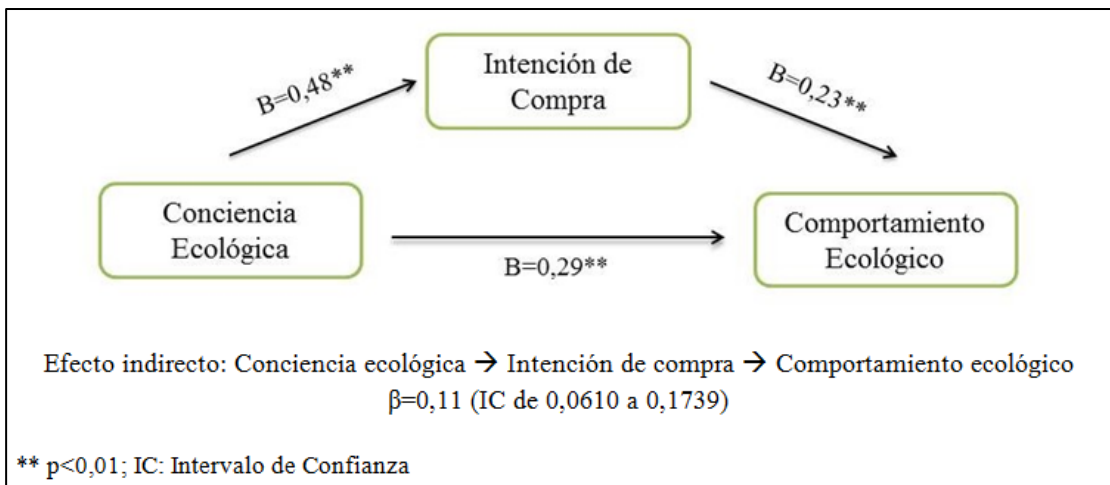 Intención de
Compra
B=0,48**
B=0,23**
Conciencia
Ecológica
Comportamiento
Ecológico
B=0,29**
Efecto indirecto: Conciencia ecológica → Intención de compra → Comportamiento ecológico
β=0,11 (IC de 0,0610 a 0,1739)
** p<0,01; IC: Intervalo de Confianza